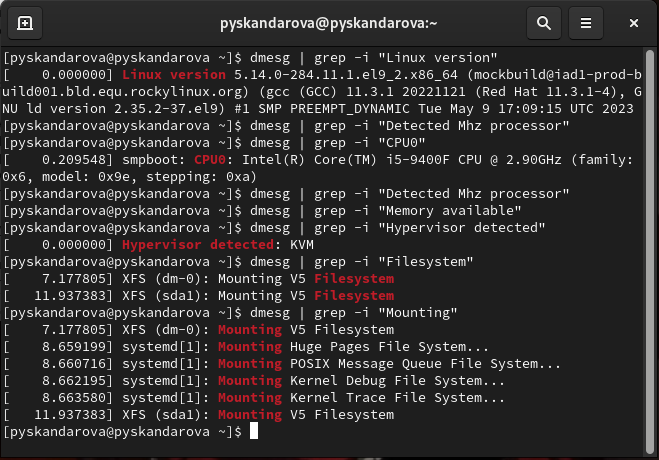 pyskandarova@pyskandarova:~
[pyskandarova@pyskandarova ~]$ dmesg | grep -i "Linux version"
[    0.000000] Linux version 5.14.0-284.11.1.el9_2.x86_64 (mockbuild@iad1-prod-b
uild001.bld.equ.rockylinux.org) (gcc (GCC) 11.3.1 20221121 (Red Hat 11.3.1-4), G
NU ld version 2.35.2-37.el9) #1 SMP PREEMPT_DYNAMIC Tue May 9 17:09:15 UTC 2023
[pyskandarova@pyskandarova ~]$ dmesg | grep -i "Detected Mhz processor"
[pyskandarova@pyskandarova ~]$ dmesg | grep -i "CPU0"
[    0.209548] smpboot: CPU0: Intel(R) Core(TM) i5-9400F CPU @ 2.90GHz (family:
0x6, model: 0x9e, stepping: 0xa)
[pyskandarova@pyskandarova ~]$ dmesg | grep -i "Detected Mhz processor"
[pyskandarova@pyskandarova ~]$ dmesg | grep -i "Memory available"
[pyskandarova@pyskandarova ~]$ dmesg | grep -i "Hypervisor detected"
[    0.000000] Hypervisor detected: KVM
[pyskandarova@pyskandarova ~]$ dmesg | grep -i "Filesystem"
[    7.177805] XFS (dm-0): Mounting V5 Filesystem
[   11.937383] XFS (sda1): Mounting V5 Filesystem
[pyskandarova@pyskandarova ~]$ dmesg | grep -i "Mounting"
[    7.177805] XFS (dm-0): Mounting V5 Filesystem
[    8.659199] systemd[1]: Mounting Huge Pages File System...
[    8.660716] systemd[1]: Mounting POSIX Message Queue File System...
[    8.662195] systemd[1]: Mounting Kernel Debug File System...
[    8.663580] systemd[1]: Mounting Kernel Trace File System...
[   11.937383] XFS (sda1): Mounting V5 Filesystem
[pyskandarova@pyskandarova ~]$